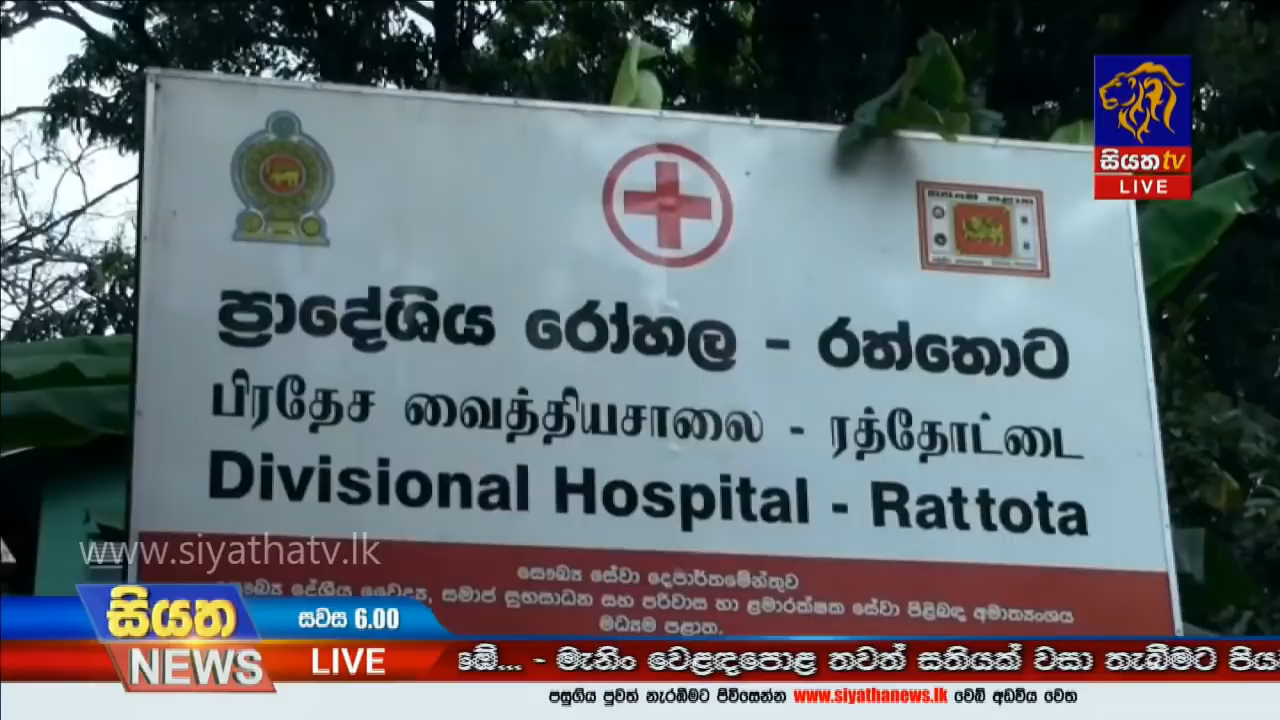 සියත tv
LIVE
ප්‍රාදේශිය රෝහල - රත්තොට
பிரதேச வைத்தியசாலை - ரத்தோட்டை
Divisional Hospital - Rattota
www.siyathatv.lk
සෞඛ්‍ය සේවා දෙපාර්තමේන්තුව
සෞඛ්‍ය දේශීය වෛද්‍ය, සමාජ සුභසාධන සහ පරිවාස හා ළමාරක්ෂක සේවා පිළිබඳ අමාත්‍යංශය
මධ්‍යම පළාත.
සියත සවස 6.00
NEWS LIVE
ඹේ... - මැනිං වෙළඳපොළ තවත් සතියක් වසා තැබීමට පිය
පසුගිය පුවත් නැරඹීමට පිවිසෙන්න www.siyathanews.lk වෙබ් අඩවිය වෙත